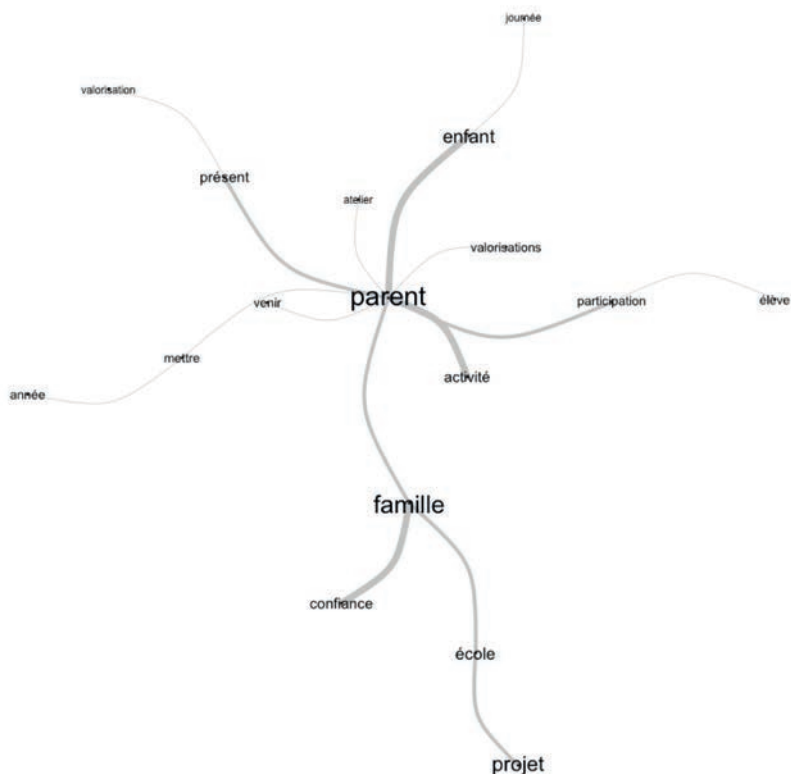 journée
valorisation
enfant
présent
atelier
valorisations
parent
participation
élève
venir
mettre
activité
année
famille
confiance
école
projet